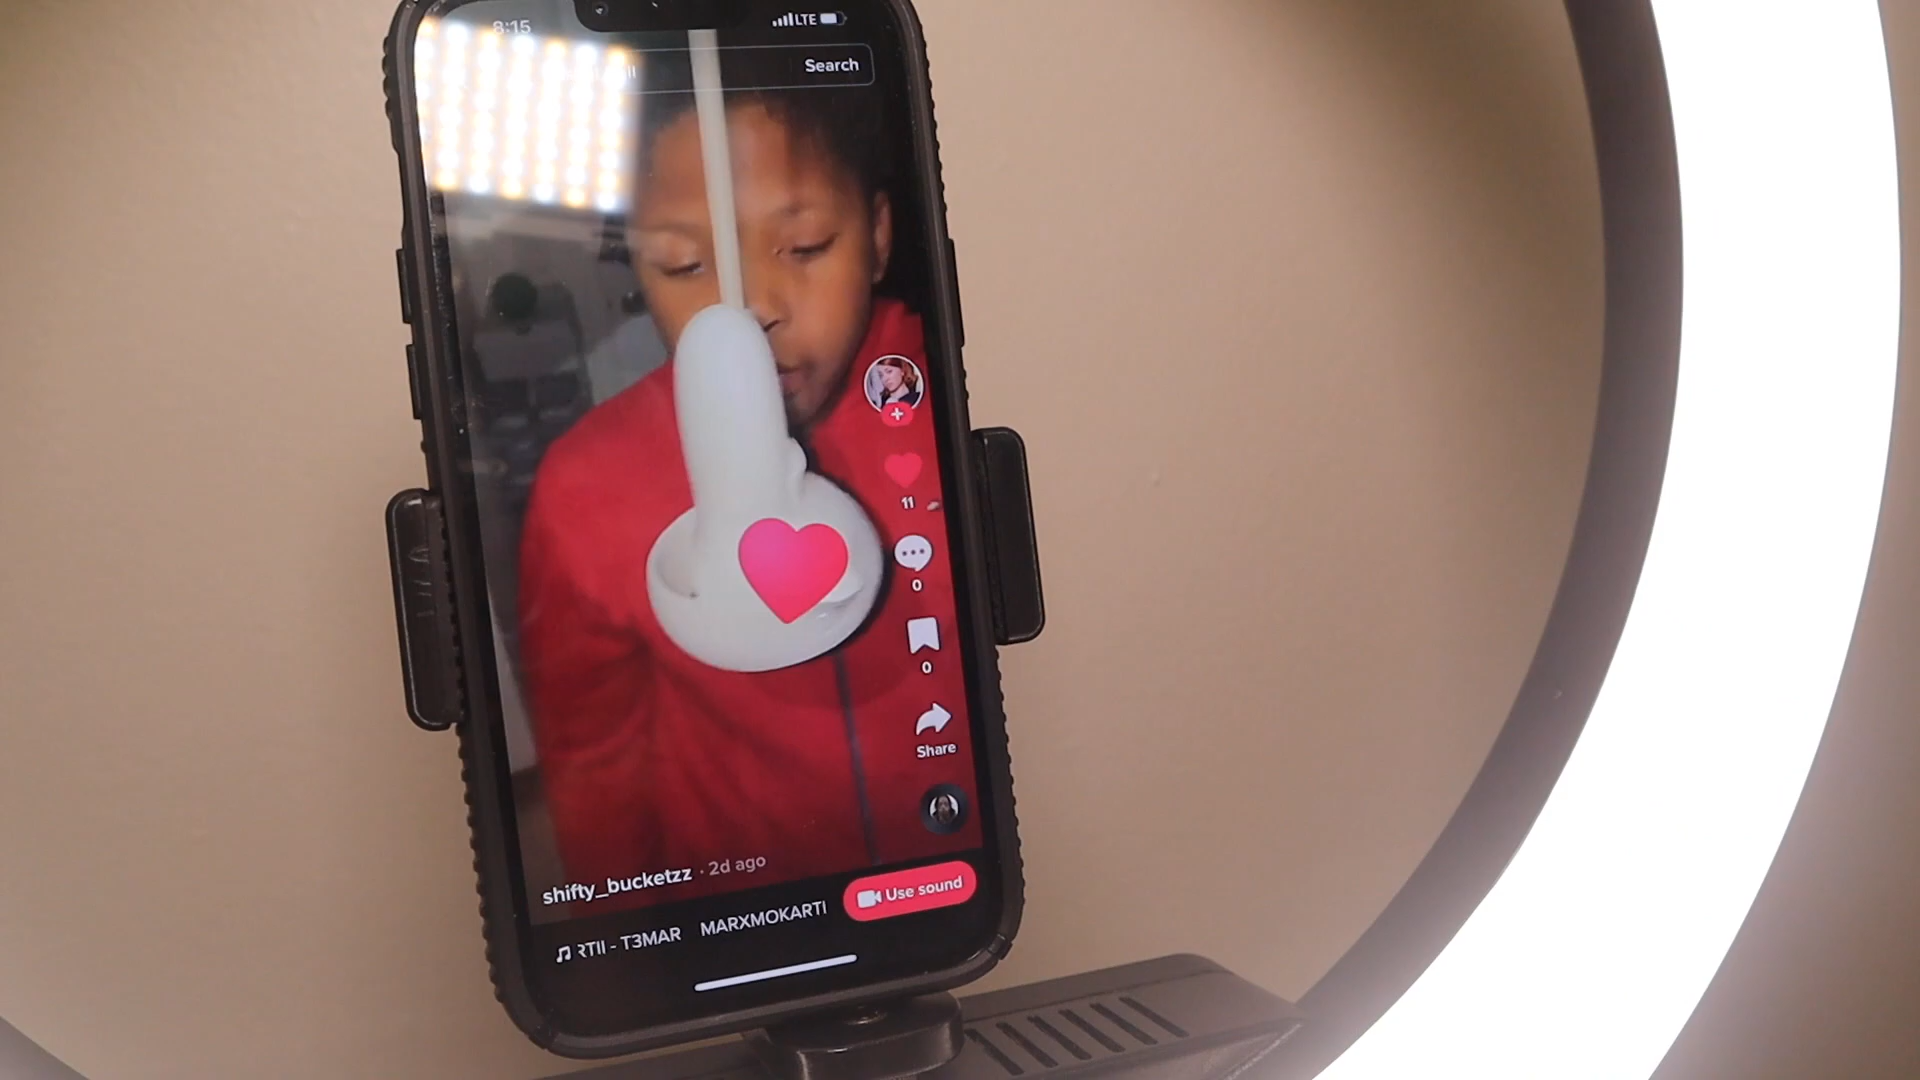 8:15
LTE
Search
11
0
0
Share
shifty_bucketzz · 2d ago
RTII - T3MAR MARXMOKARTI
Use sound